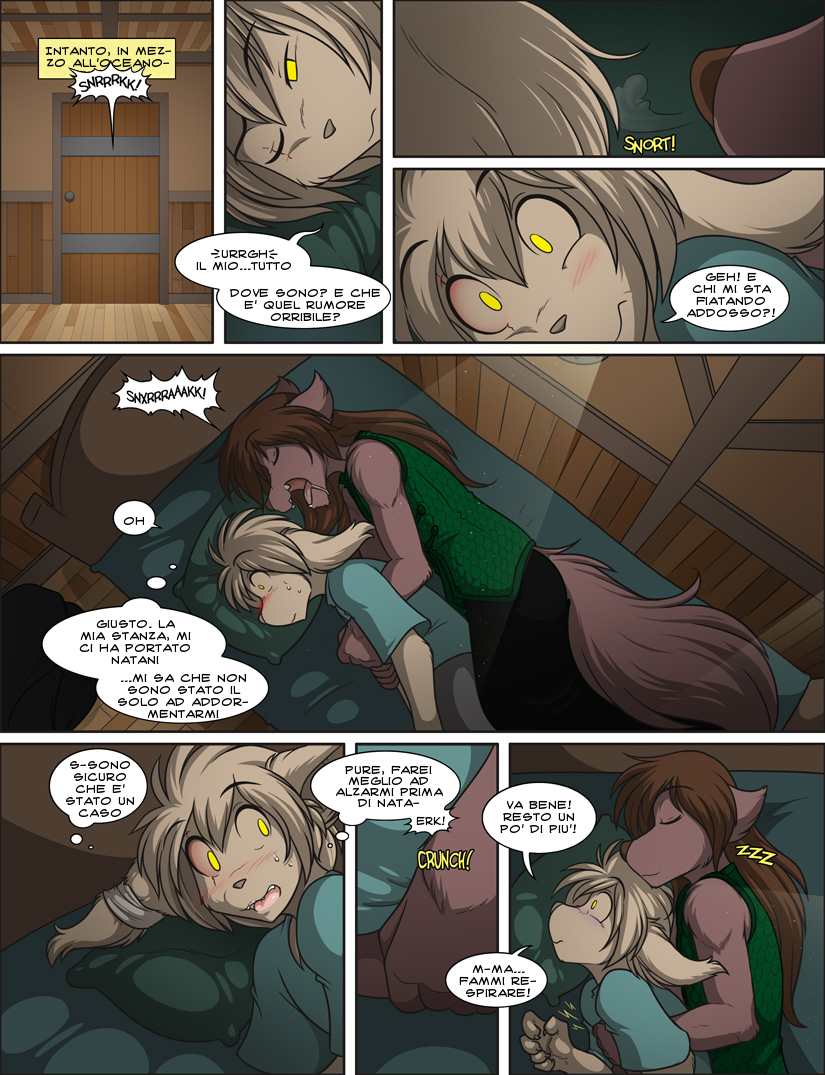 INTANTO, IN MEZ-
ZO ALL'OCEANO-
SNRRRKK!
URRGH
IL MIO...TUTTO
DOVE SONO? E CHE
E' QUEL RUMORE
ORRIBILE?
SNORT!
GEH! E
CHI MI STA
FIATANDO
ADDOSSO?!
SNXRRRAAAKK!
OH
GIUSTO. LA
MIA STANZA, MI
CI HA PORTATO
NATANI
...MI SA CHE NON
SONO STATO IL
SOLO AD ADDOR-
MENTARMI
S-SONO
SICURO
CHE E'
STATO UN
CASO
PURE, FAREI
MEGLIO AD
ALZARMI PRIMA
DI NATA-
ERK!
CRUNCH!
VA BENE!
RESTO UN
PO' DI PIU'!
ZZZ
M-MA...
FAMMI RE-
SPIRARE!